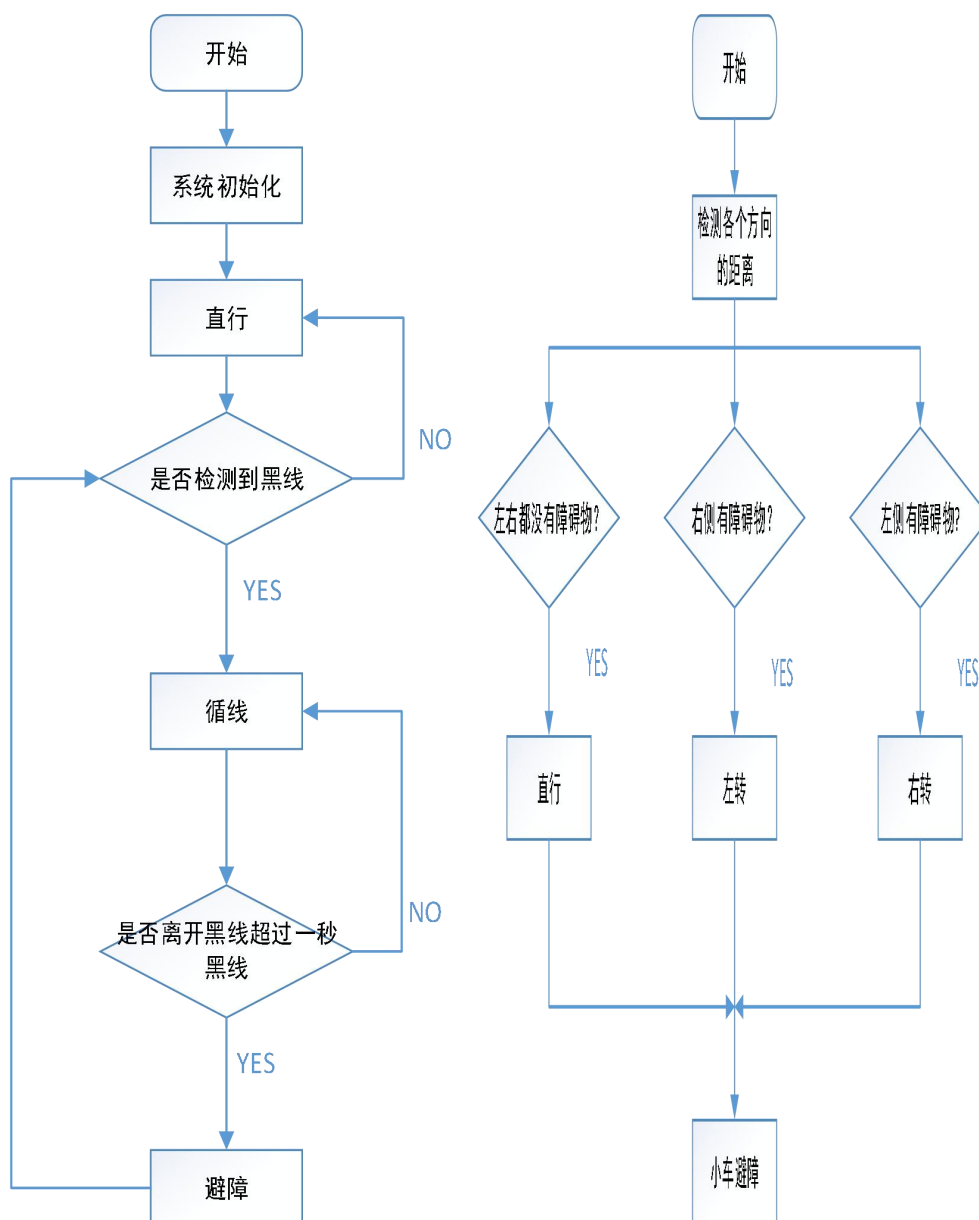 开始
系统初始化
直行
NO
是否检测到黑线
YES
循线
NO
是否离开黑线超过一秒
黑线
YES
避障
开始
检测各个方向
的距离
左右都没有障碍物？
右侧有障碍物？
左侧有障碍物?
YES
YES
YES
直行
左转
右转
小车避障